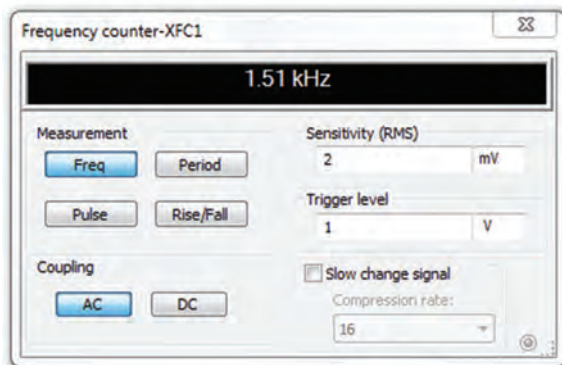 Frequency counter-XFC1
1.51 kHz
Measurement
Freq
Period
Pulse
Rise/Fall
Coupling
AC
DC
Sensitivity (RMS)
2 mV
Trigger level
1 V
Slow change signal
Compression rate:
16